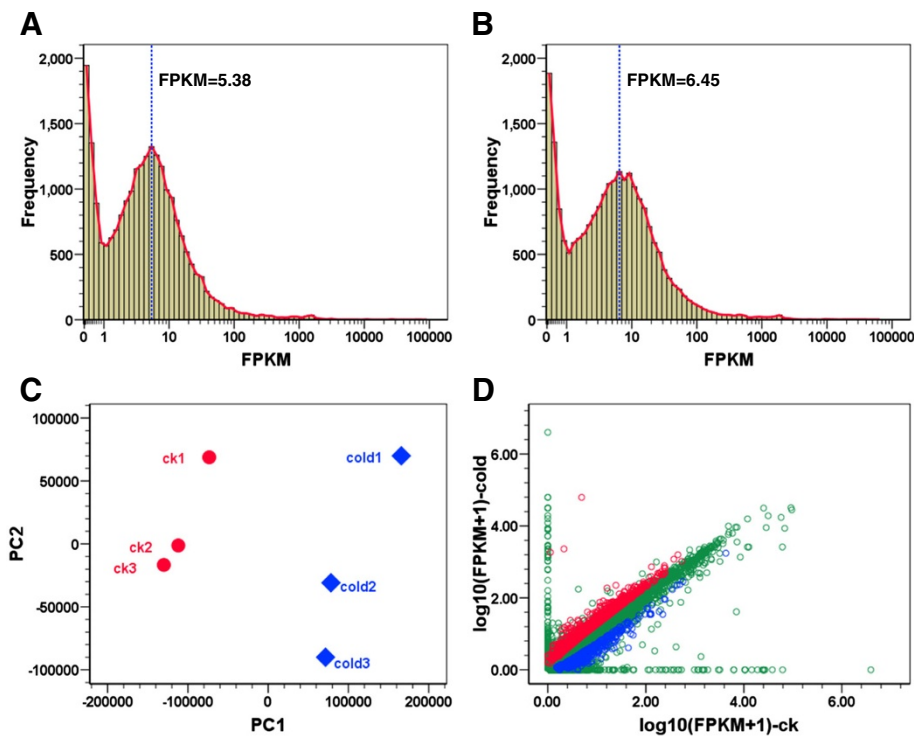 A
B
Frequency
2,000
1,500
1,000
500
0
FPKM=5.38
0 1 10 100 1000 10000 100000
FPKM
Frequency
2,000
1,500
1,000
500
0
FPKM=6.45
0 1 10 100 1000 10000 100000
FPKM
C
D
PC2
100000
50000
0
-50000
-100000
ck1
ck2
ck3
cold1
cold2
cold3
-200000 -100000 0 100000 200000
PC1
log10(FPKM+1)-cold
6.00
4.00
2.00
0.00
0.00 2.00 4.00 6.00
log10(FPKM+1)-ck